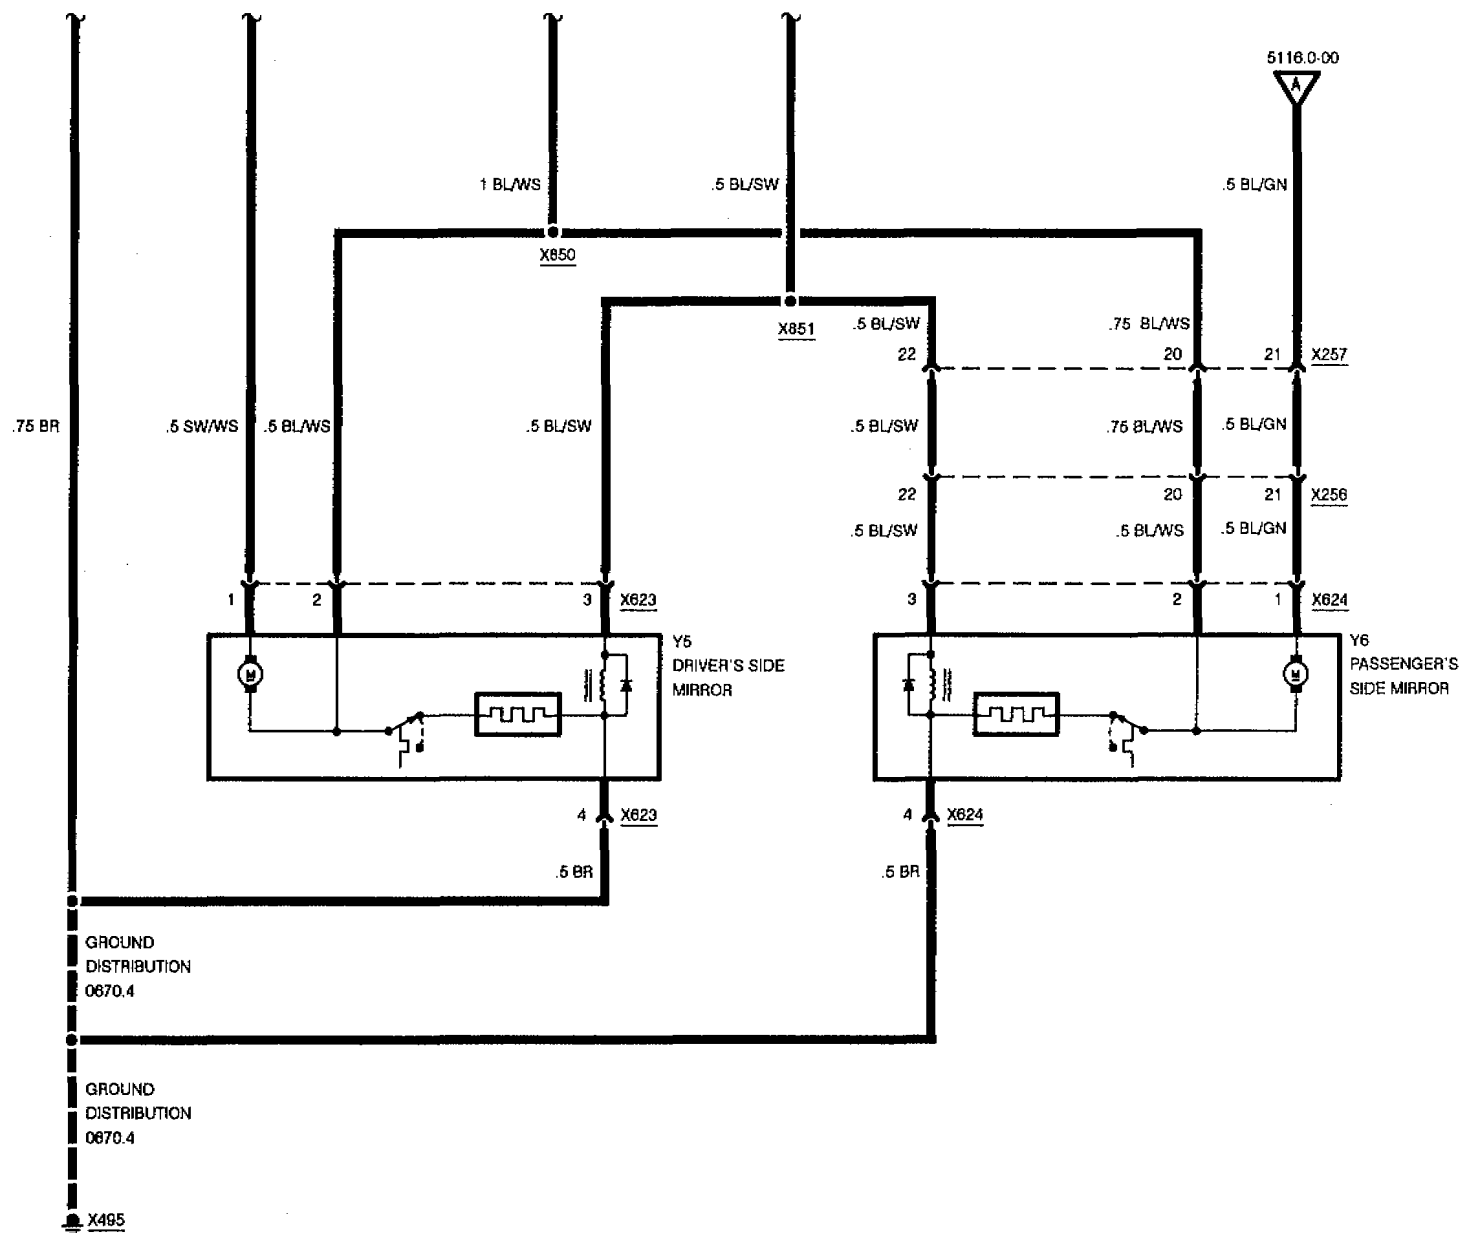 5116.0-00
A
1 BL/WS
.5 BL/SW
.5 BL/GN
X850
X851
.5 BL/SW
.75 BL/WS
22
20
21
X257
.75 BR
.5 SW/WS
.5 BL/WS
.5 BL/SW
.5 BL/SW
.75 BL/WS
.5 BL/GN
22
20
21
X256
.5 BL/SW
.5 BL/WS
.5 BL/GN
1
2
3
X623
3
2
1
X624
Y5
DRIVER'S SIDE
MIRROR
Y6
PASSENGER'S
SIDE MIRROR
M
M
4
X623
4
X624
.5 BR
.5 BR
GROUND
DISTRIBUTION
0670.4
GROUND
DISTRIBUTION
0670.4
X495